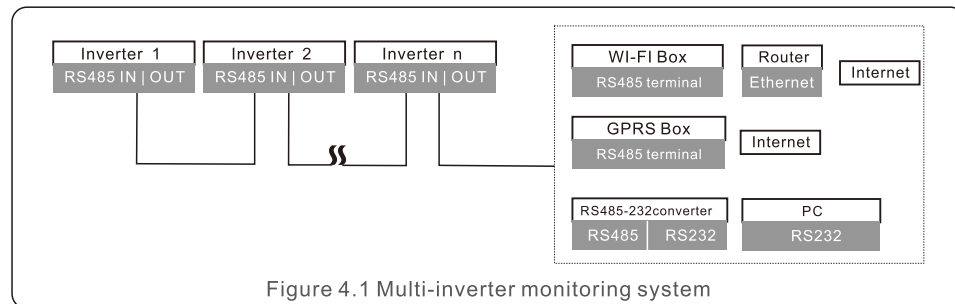 Inverter 1
RS485 IN | OUT
Inverter 2
RS485 IN | OUT
Inverter n
RS485 IN | OUT
WI-FI Box
RS485 terminal
Router
Ethernet
Internet
GPRS Box
RS485 terminal
Internet
RS485-232converter
RS485 | RS232
PC
RS232
Figure 4.1 Multi-inverter monitoring system